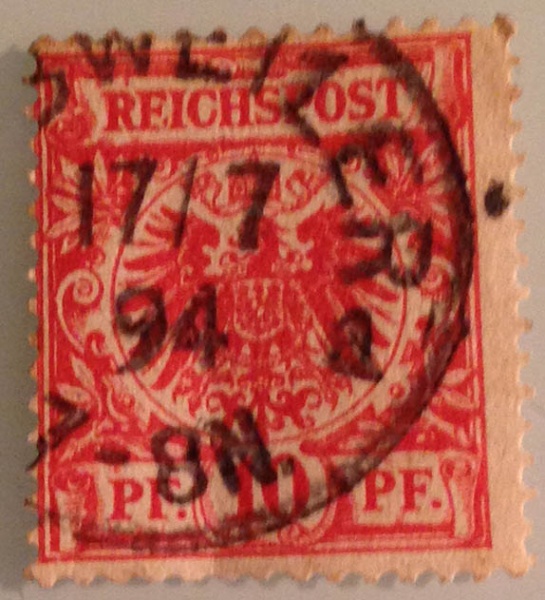 REICHSPOST
17/7
94
-8N.
PF. 10 PF.